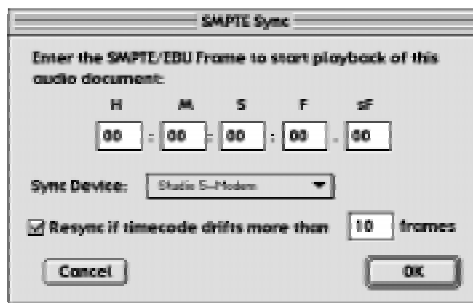 SMPTE Sync
Enter the SMPTE/EBU Frame to start playback of this
audio document:
H M S F sF
00 : 00 : 00 : 00 . 00
Sync Device: Studio 5–Modem
Resync if timecode drifts more than 10 frames
Cancel OK